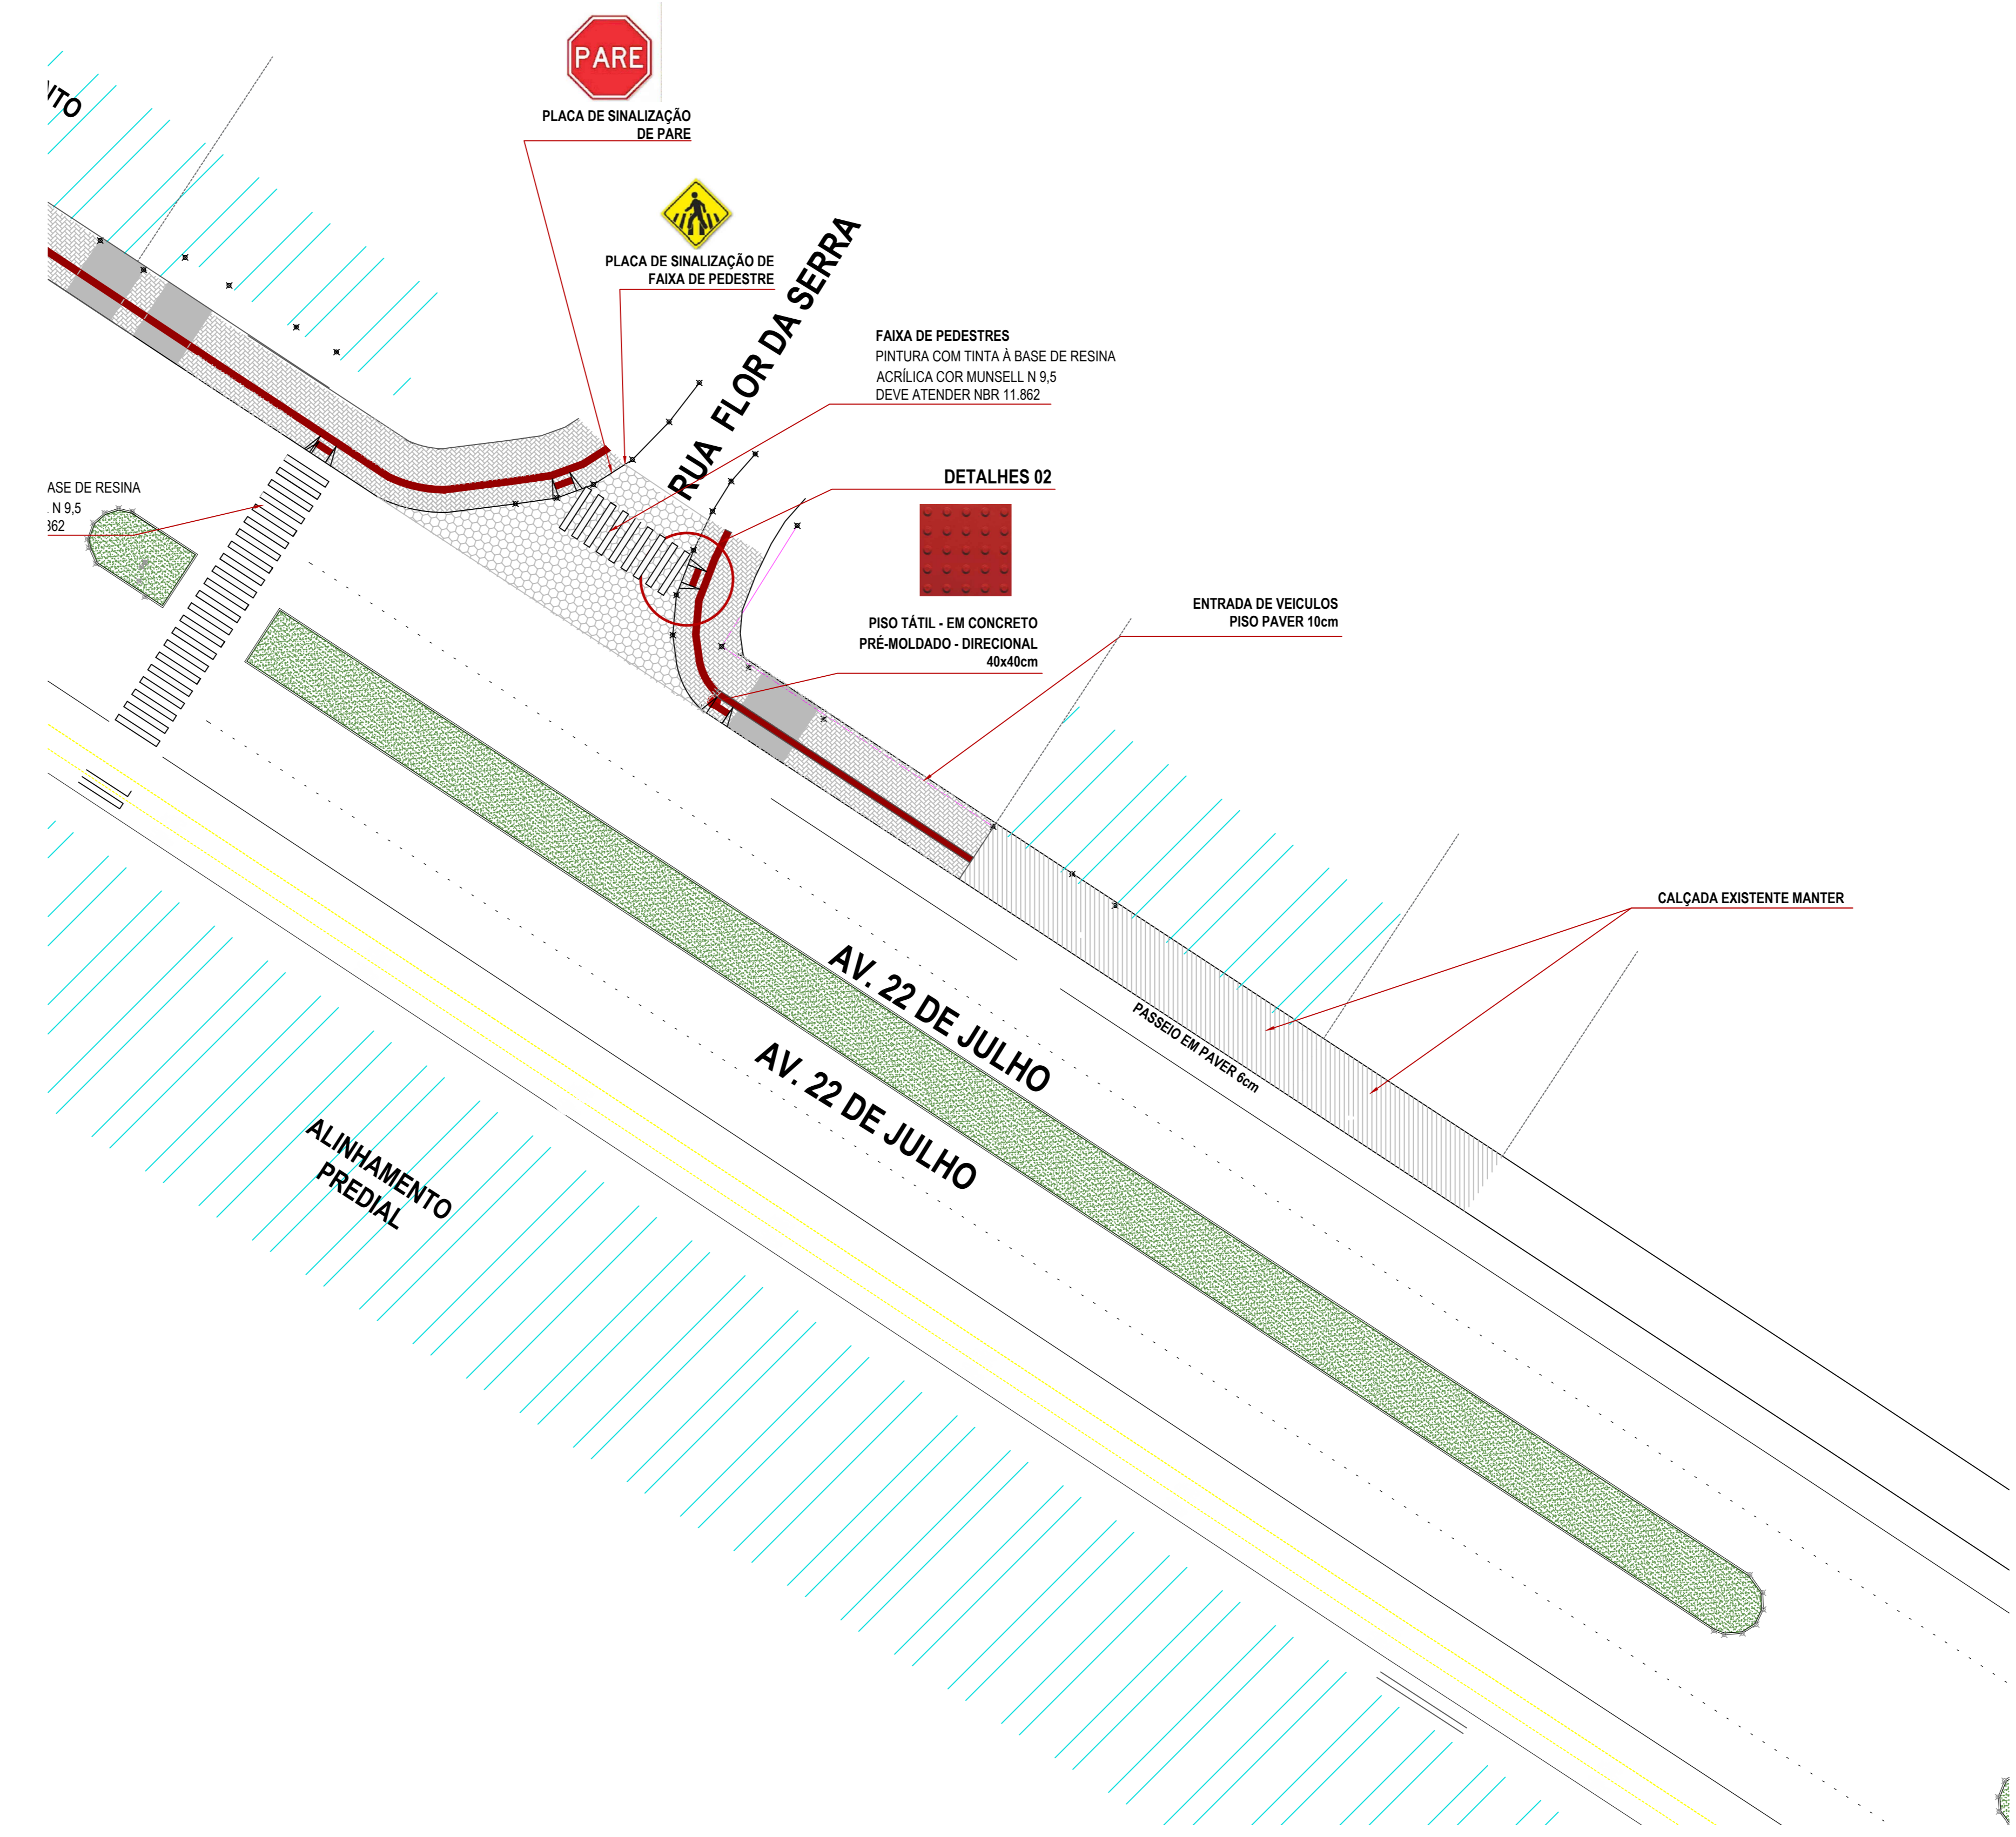 PARE
PLACA DE SINALIZAÇÃO
DE PARE
PLACA DE SINALIZAÇÃO DE
FAIXA DE PEDESTRE
RUA FLOR DA SERRA
FAIXA DE PEDESTRES
PINTURA COM TINTA À BASE DE RESINA
ACRÍLICA COR MUNSELL N 9,5
DEVE ATENDER NBR 11.862
DETALHES 02
ASE DE RESINA
N 9,5
362
PISO TÁTIL - EM CONCRETO
PRÉ-MOLDADO - DIRECIONAL
40x40cm
ENTRADA DE VEICULOS
PISO PAVER 10cm
CALÇADA EXISTENTE MANTER
PASSEIO EM PAVER 6cm
AV. 22 DE JULHO
AV. 22 DE JULHO
ALINHAMENTO
PREDIAL